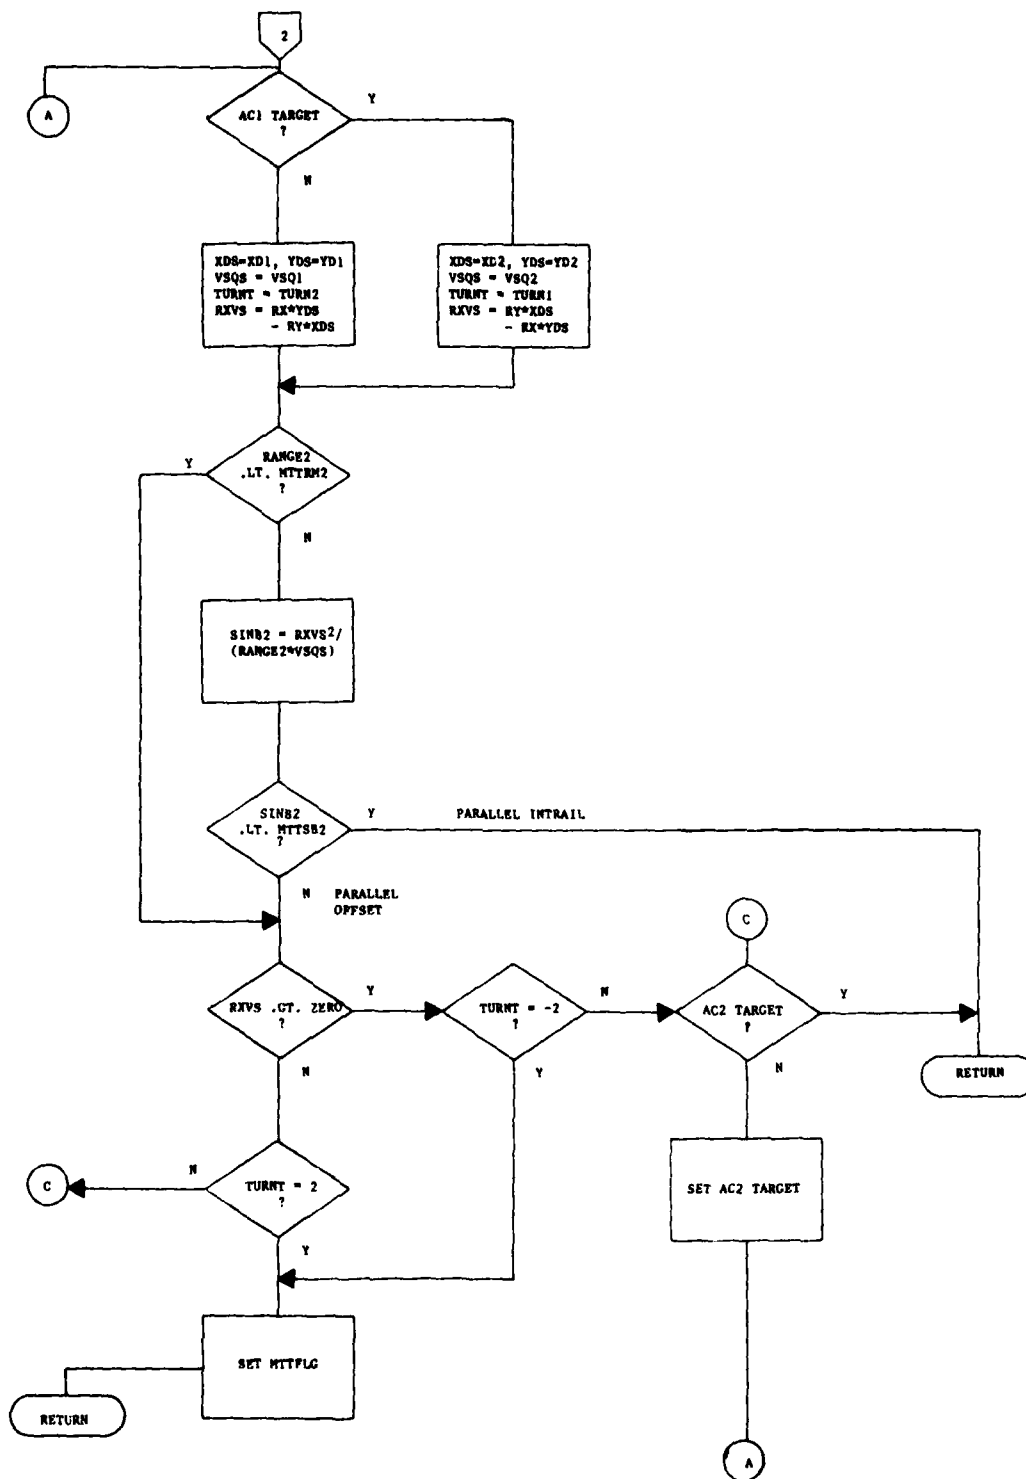 2
A
AC1 TARGET
?
Y
N
XDS=XD1, YDS=YD1
VSQS = VSQ1
TURNT = TURN2
RXVS = RX*YDS
- RY*XDS
XDS=XD2, YDS=YD2
VSQS = VSQ2
TURNT = TURN1
RXVS = RY*XDS
- RX*YDS
RANGE2
.LT. MTTRM2
?
Y
N
SINB2 = RXVS²/
(RANGE2*VSQS)
SINB2
.LT. MTTSB2
?
Y
PARALLEL INTRAIL
N PARALLEL
OFFSET
C
RXVS .GT. ZERO
?
Y
N
TURNT = -2
?
N
Y
AC2 TARGET
?
Y
N
RETURN
C
N
TURNT = 2
?
Y
SET AC2 TARGET
SET MTTFLG
RETURN
A